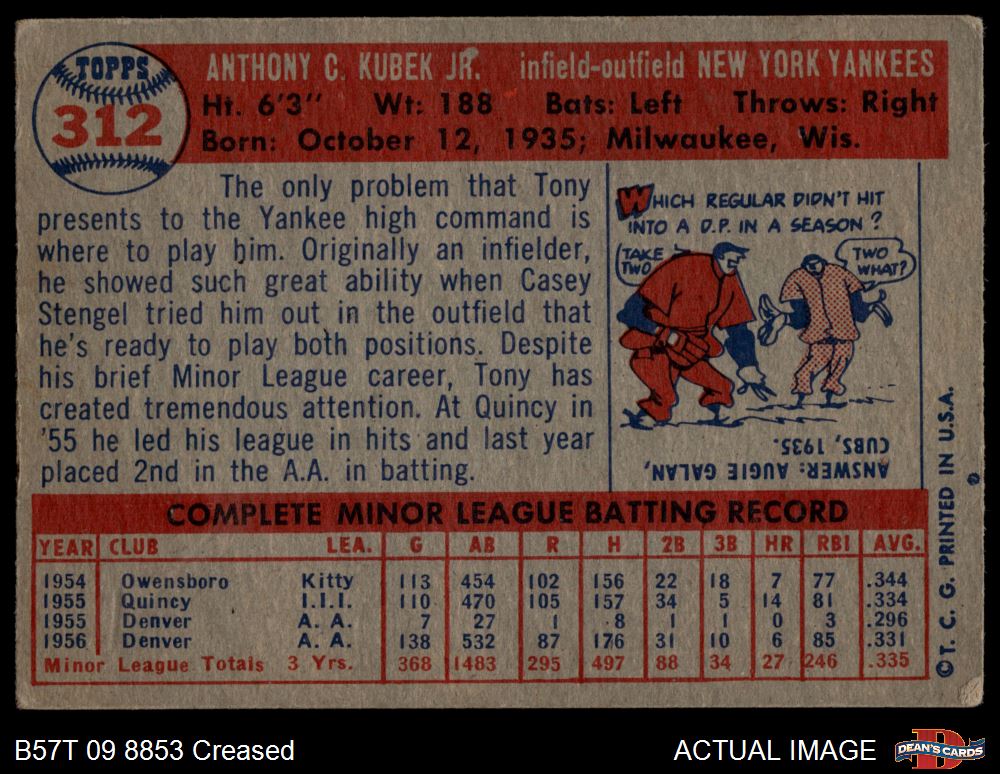 TOPPS
312
ANTHONY C. KUBEK JR. infield-outfield NEW YORK YANKEES
Ht. 6'3" Wt: 188 Bats: Left Throws: Right
Born: October 12, 1935; Milwaukee, Wis.
The only problem that Tony
presents to the Yankee high command is
where to play him. Originally an infielder,
he showed such great ability when Casey
Stengel tried him out in the outfield that
he's ready to play both positions. Despite
his brief Minor League career, Tony has
created tremendous attention. At Quincy in
'55 he led his league in hits and last year
placed 2nd in the A.A. in batting.
WHICH REGULAR DIDN'T HIT
INTO A D.P. IN A SEASON?
TAKE
TWO
TWO
WHAT?
ANSWER: AUGIE GALAN,
CUBS, 1935.
COMPLETE MINOR LEAGUE BATTING RECORD
YEAR CLUB LEA. G AB R H 2B 3B HR RBI AVG.
1954 Owensboro Kitty 113 454 102 156 22 18 7 77 .344
1955 Quincy I.I.I. 110 470 105 157 34 5 14 81 .334
1955 Denver A. A. 7 27 1 8 1 1 0 3 .296
1956 Denver A. A. 138 532 87 176 31 10 6 85 .331
Minor League Totals 3 Yrs. 368 1483 295 497 88 34 27 246 .335
© T. C. G. PRINTED IN U.S.A.
B57T 09 8853 Creased
ACTUAL IMAGE
D
DEAN'S CARDS